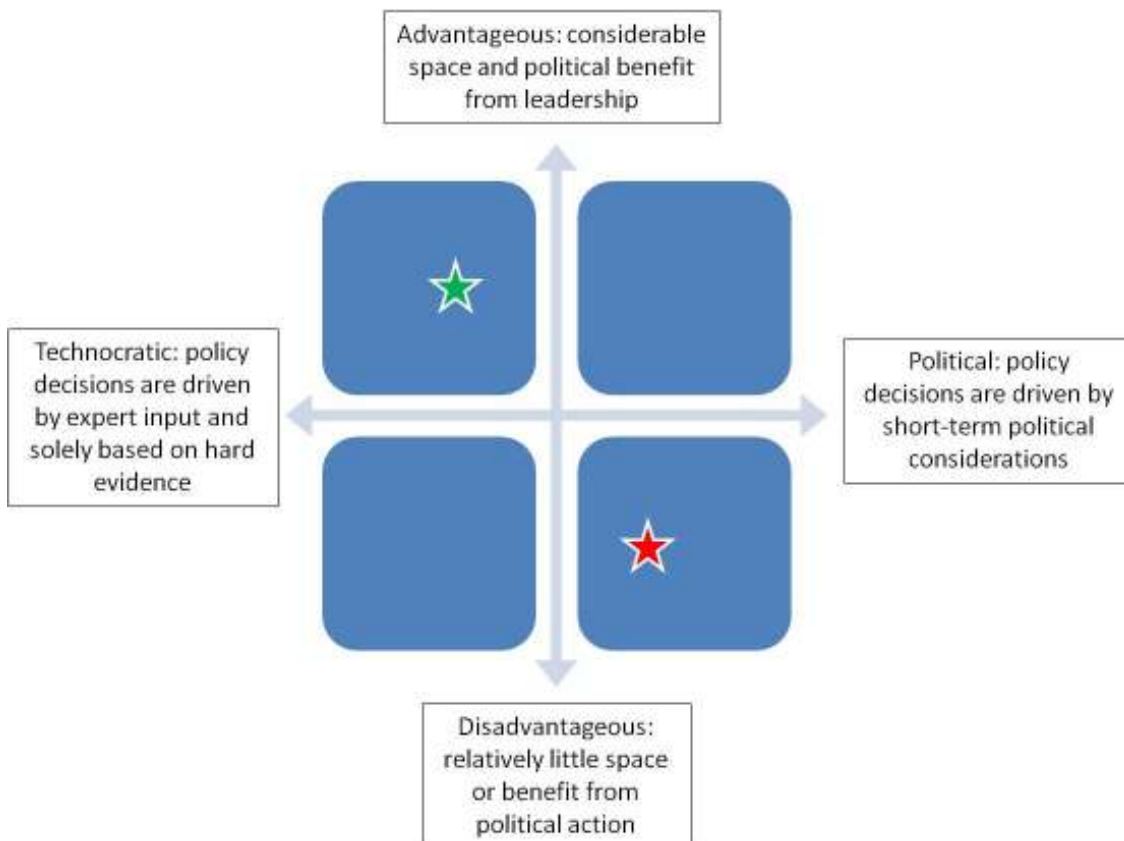 Advantageous: considerable
space and political benefit
from leadership
Technocratic: policy
decisions are driven
by expert input and
solely based on hard
evidence
Political: policy
decisions are driven by
short-term political
considerations
Disadvantageous:
relatively little space
or benefit from
political action